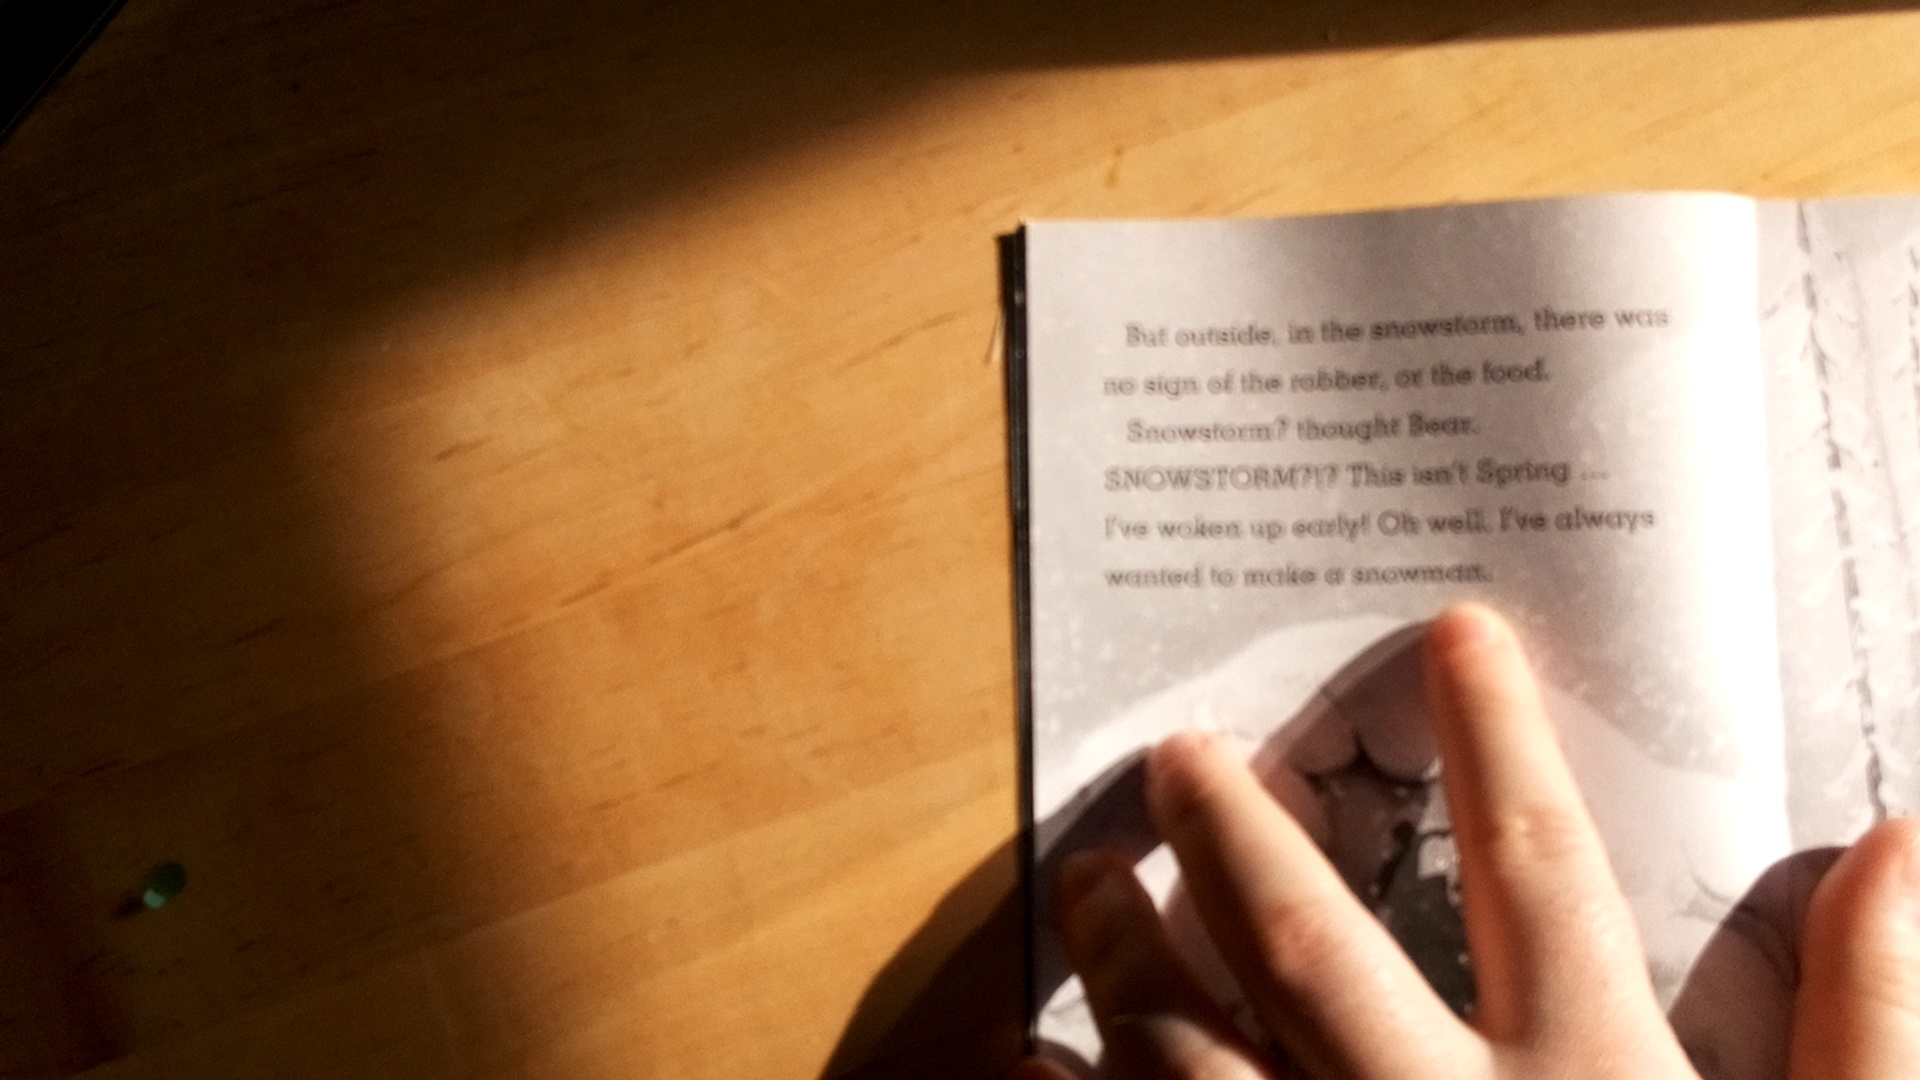 But outside, in the snowstorm, there was
no sign of the robber, or the food.
Snowstorm? thought Bear.
SNOWSTORM?!? This isn't Spring ...
I've woken up early! Oh well. I've always
wanted to make a snowman.